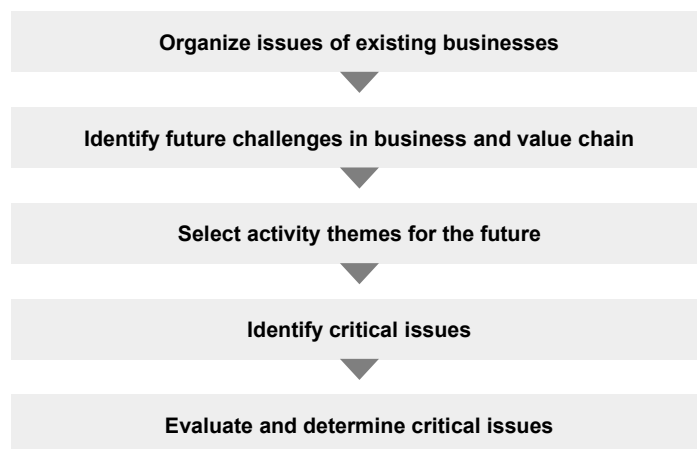 Organize issues of existing businesses
Identify future challenges in business and value chain
Select activity themes for the future
Identify critical issues
Evaluate and determine critical issues